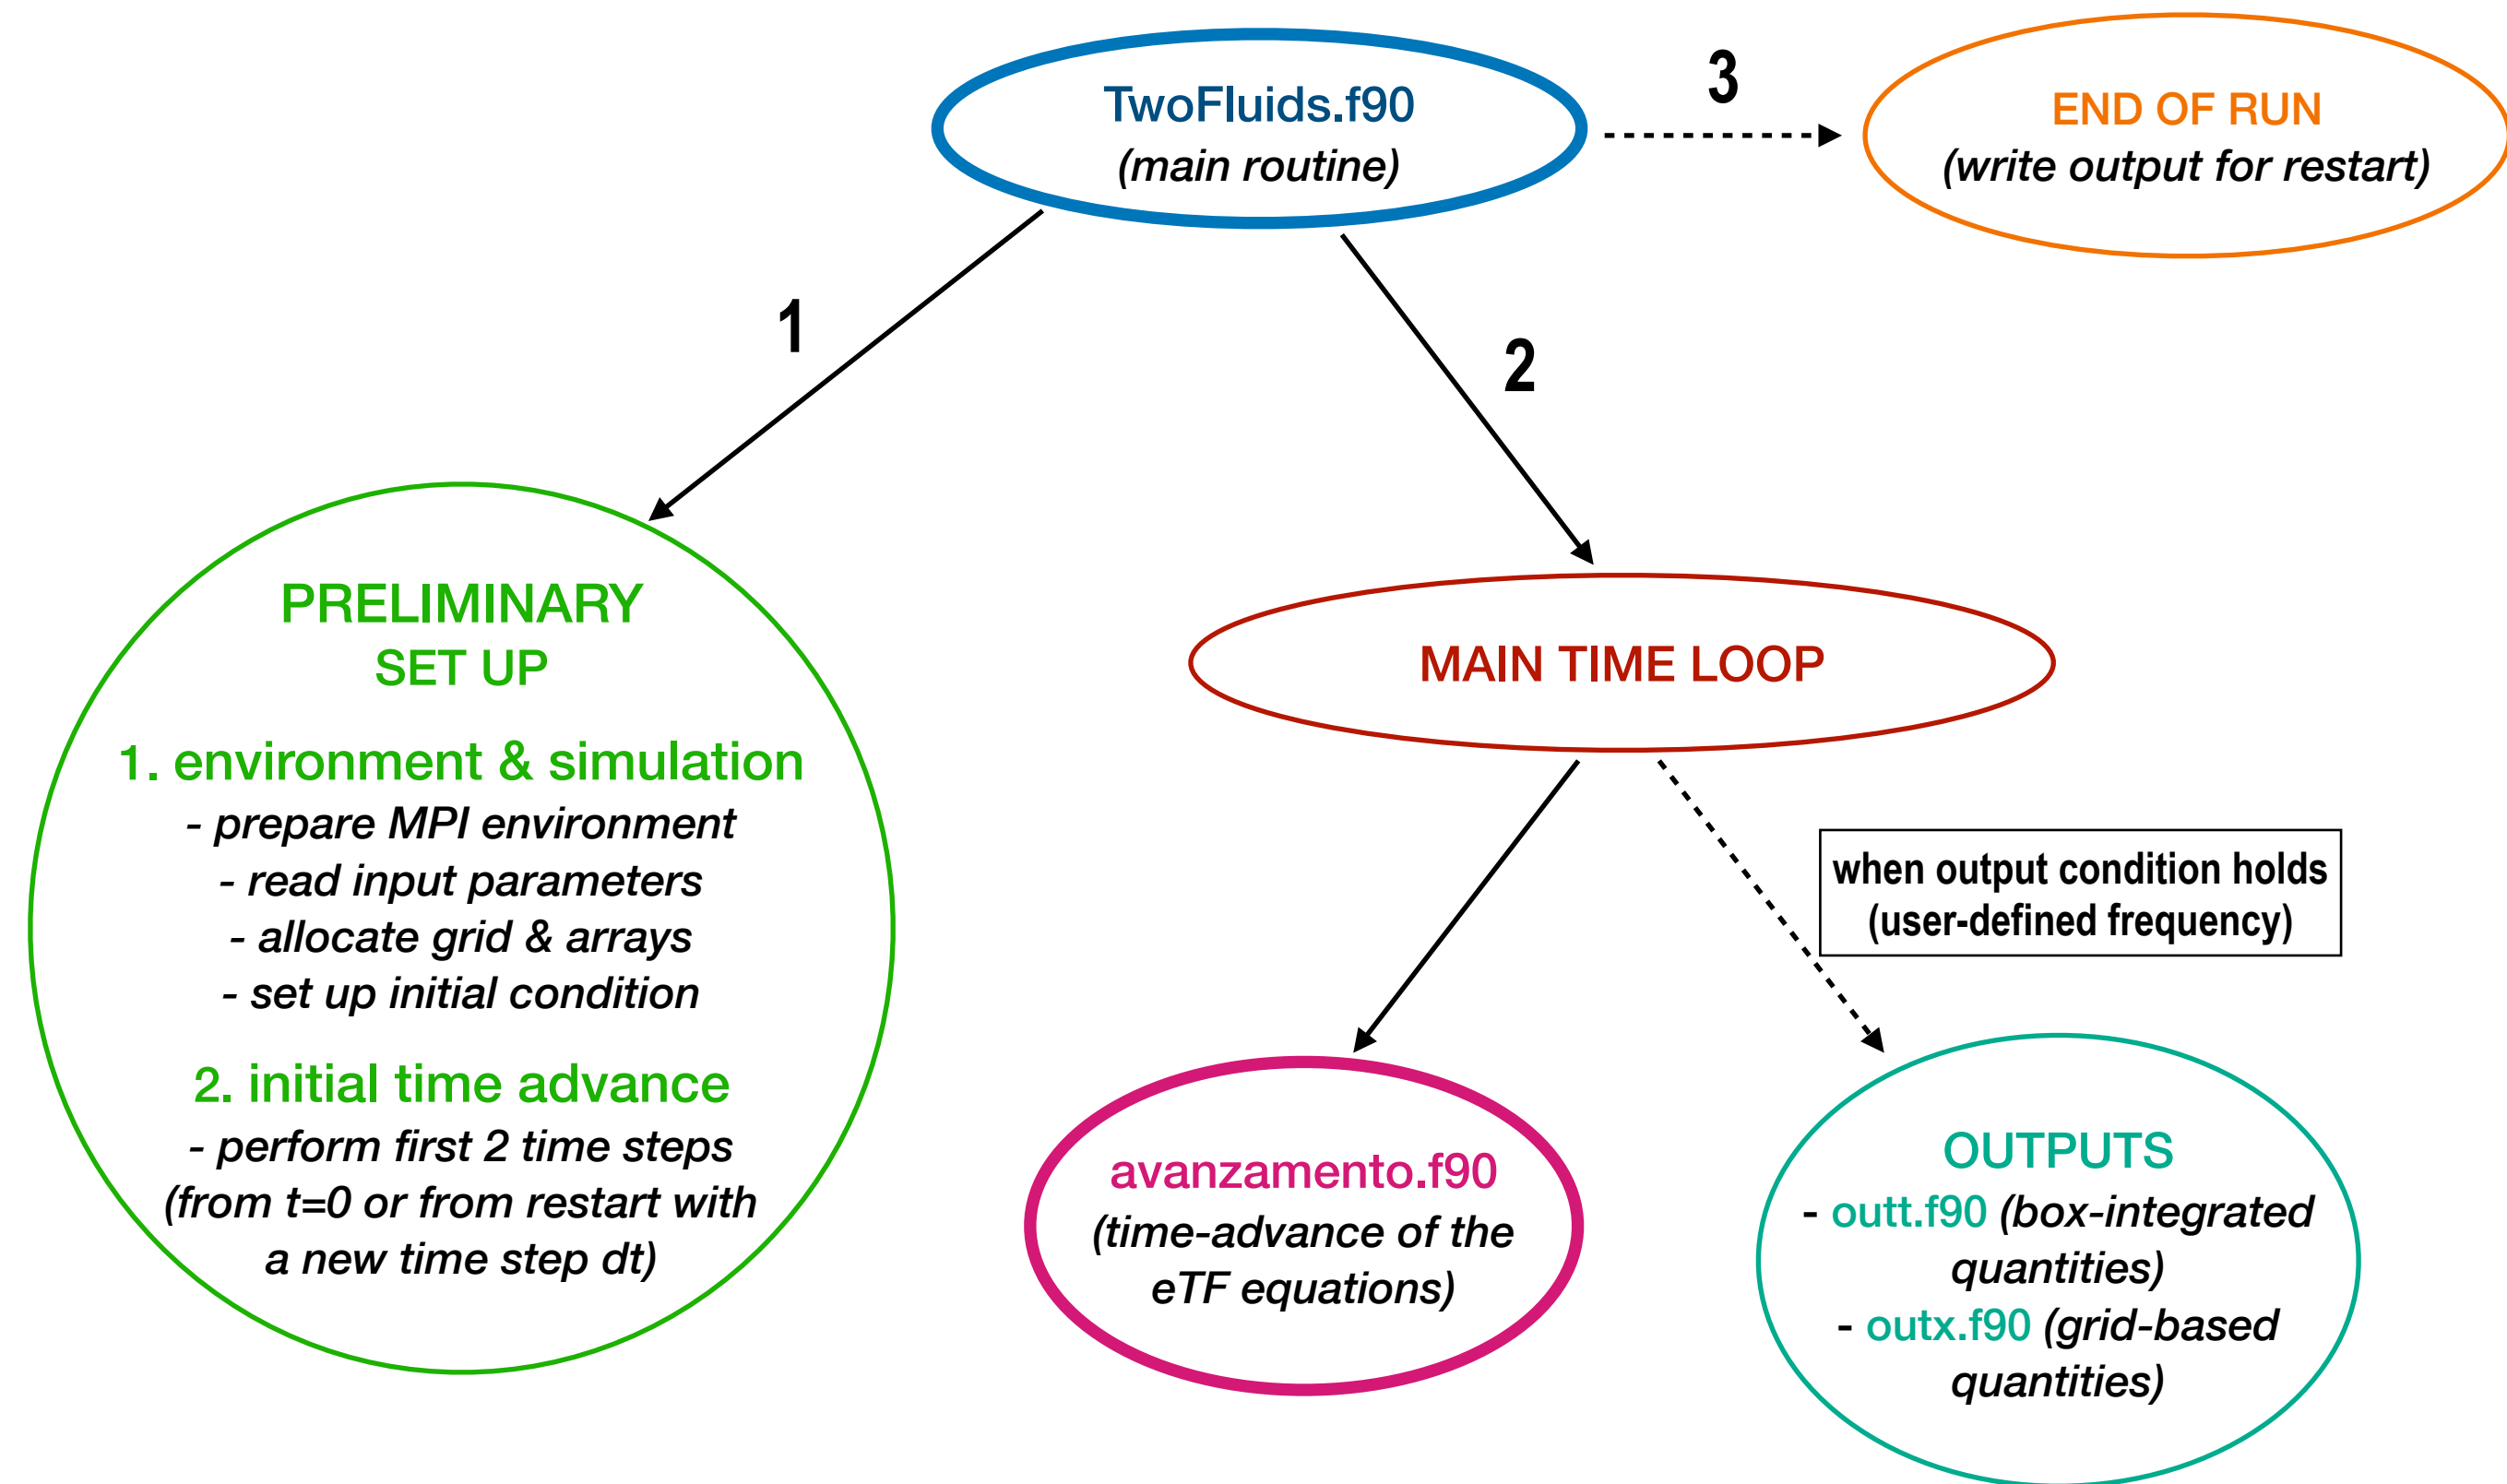 TwoFluids.f90
(main routine)
3
END OF RUN
(write output for restart)
1
2
PRELIMINARY
SET UP
1. environment & simulation
- prepare MPI environment
- read input parameters
- allocate grid & arrays
- set up initial condition
2. initial time advance
- perform first 2 time steps
(from t=0 or from restart with
a new time step dt)
MAIN TIME LOOP
when output condition holds
(user-defined frequency)
avanzamento.f90
(time-advance of the
eTF equations)
OUTPUTS
- outt.f90 (box-integrated
quantities)
- outx.f90 (grid-based
quantities)